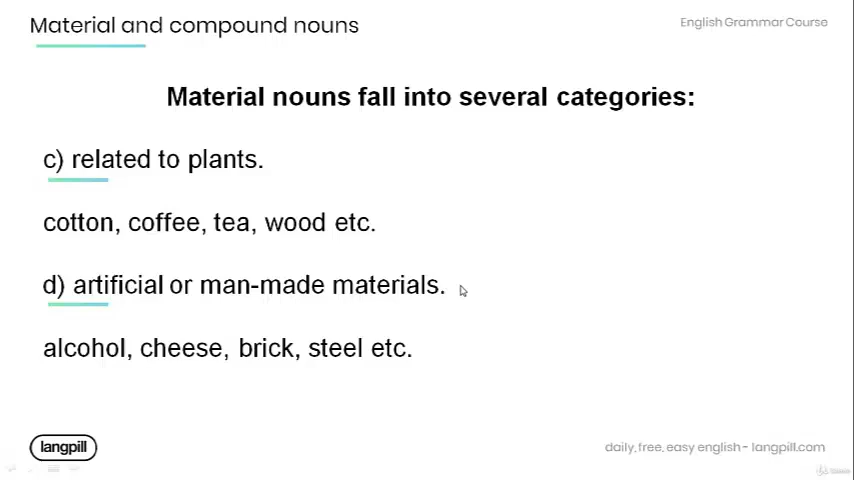 Material and compound nouns
English Grammar Course
Material nouns fall into several categories:
c) related to plants.
cotton, coffee, tea, wood etc.
d) artificial or man-made materials.
alcohol, cheese, brick, steel etc.
langpill
daily, free, easy english - langpill.com